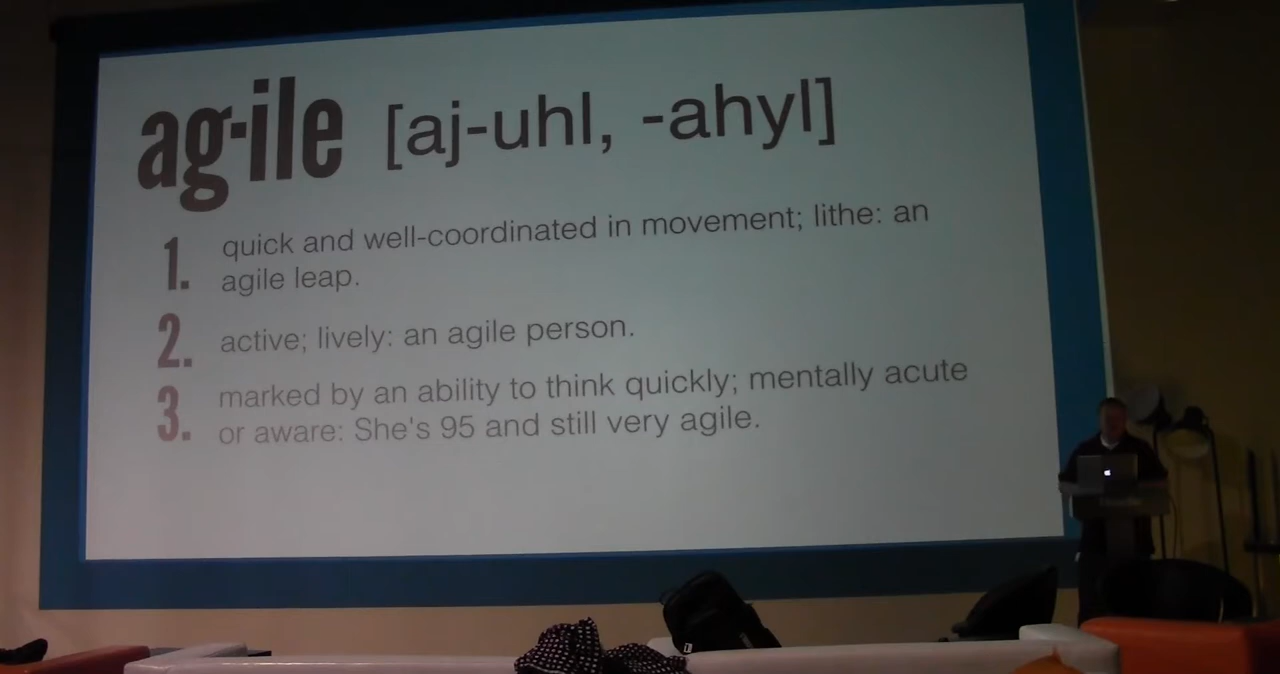 ag·ile [aj-uhl, -ahyl]
1. quick and well-coordinated in movement; lithe: an
agile leap.
2. active; lively: an agile person.
3. marked by an ability to think quickly; mentally acute
or aware: She's 95 and still very agile.